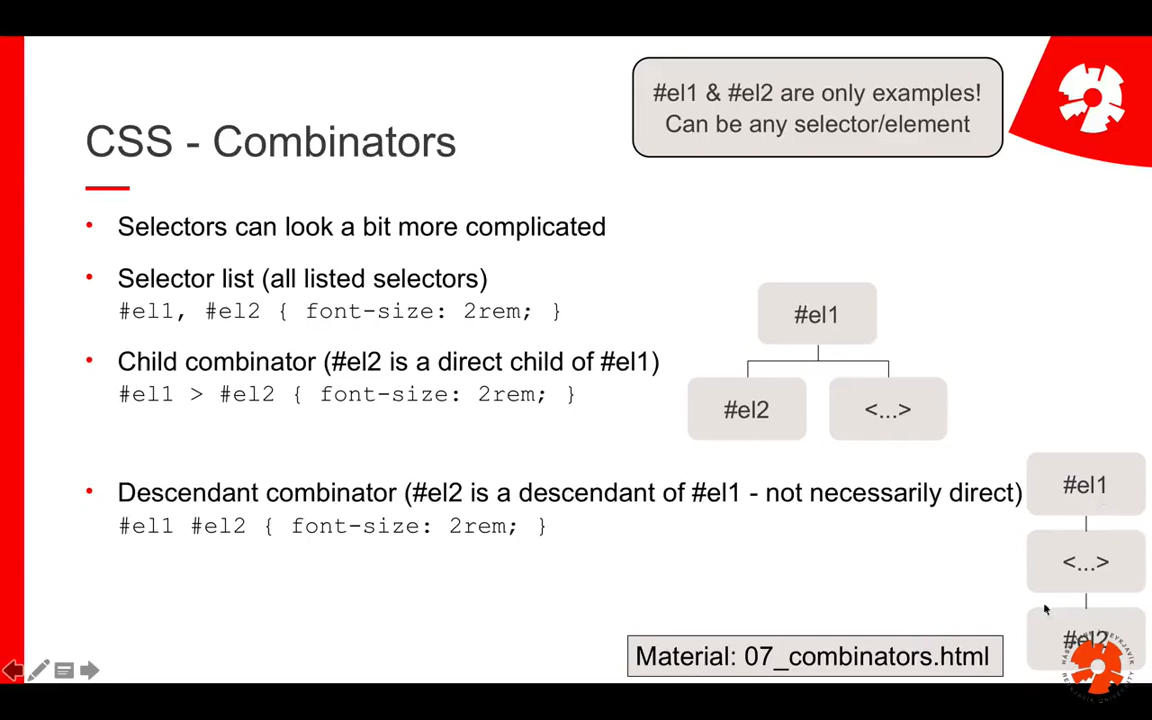 #el1 & #el2 are only examples!
Can be any selector/element
CSS - Combinators
• Selectors can look a bit more complicated
• Selector list (all listed selectors)
#el1, #el2 { font-size: 2rem; }
• Child combinator (#el2 is a direct child of #el1)
#el1 > #el2 { font-size: 2rem; }
#el1
#el2
<...>
• Descendant combinator (#el2 is a descendant of #el1 - not necessarily direct)
#el1 #el2 { font-size: 2rem; }
#el1
<...>
#el2
Material: 07_combinators.html